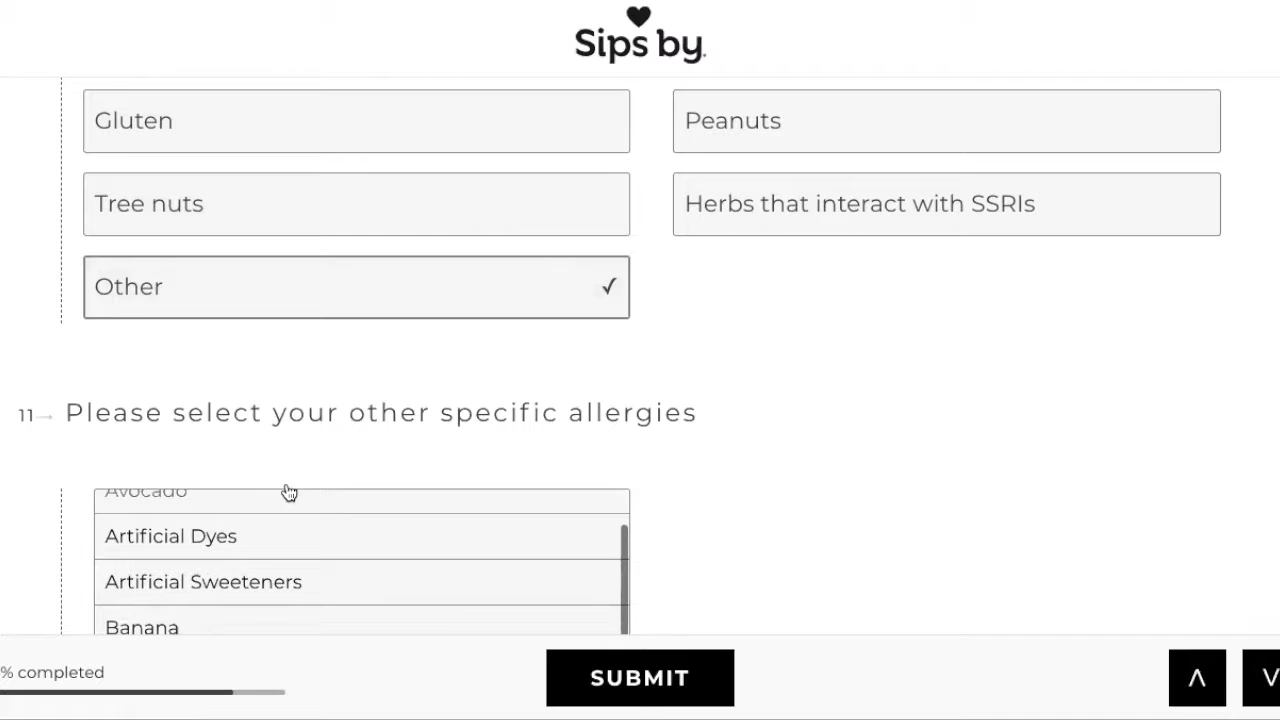 Sips by.
Gluten
Peanuts
Tree nuts
Herbs that interact with SSRIs
Other ✓
11→ Please select your other specific allergies
Avocado
Artificial Dyes
Artificial Sweeteners
Banana
% completed
SUBMIT